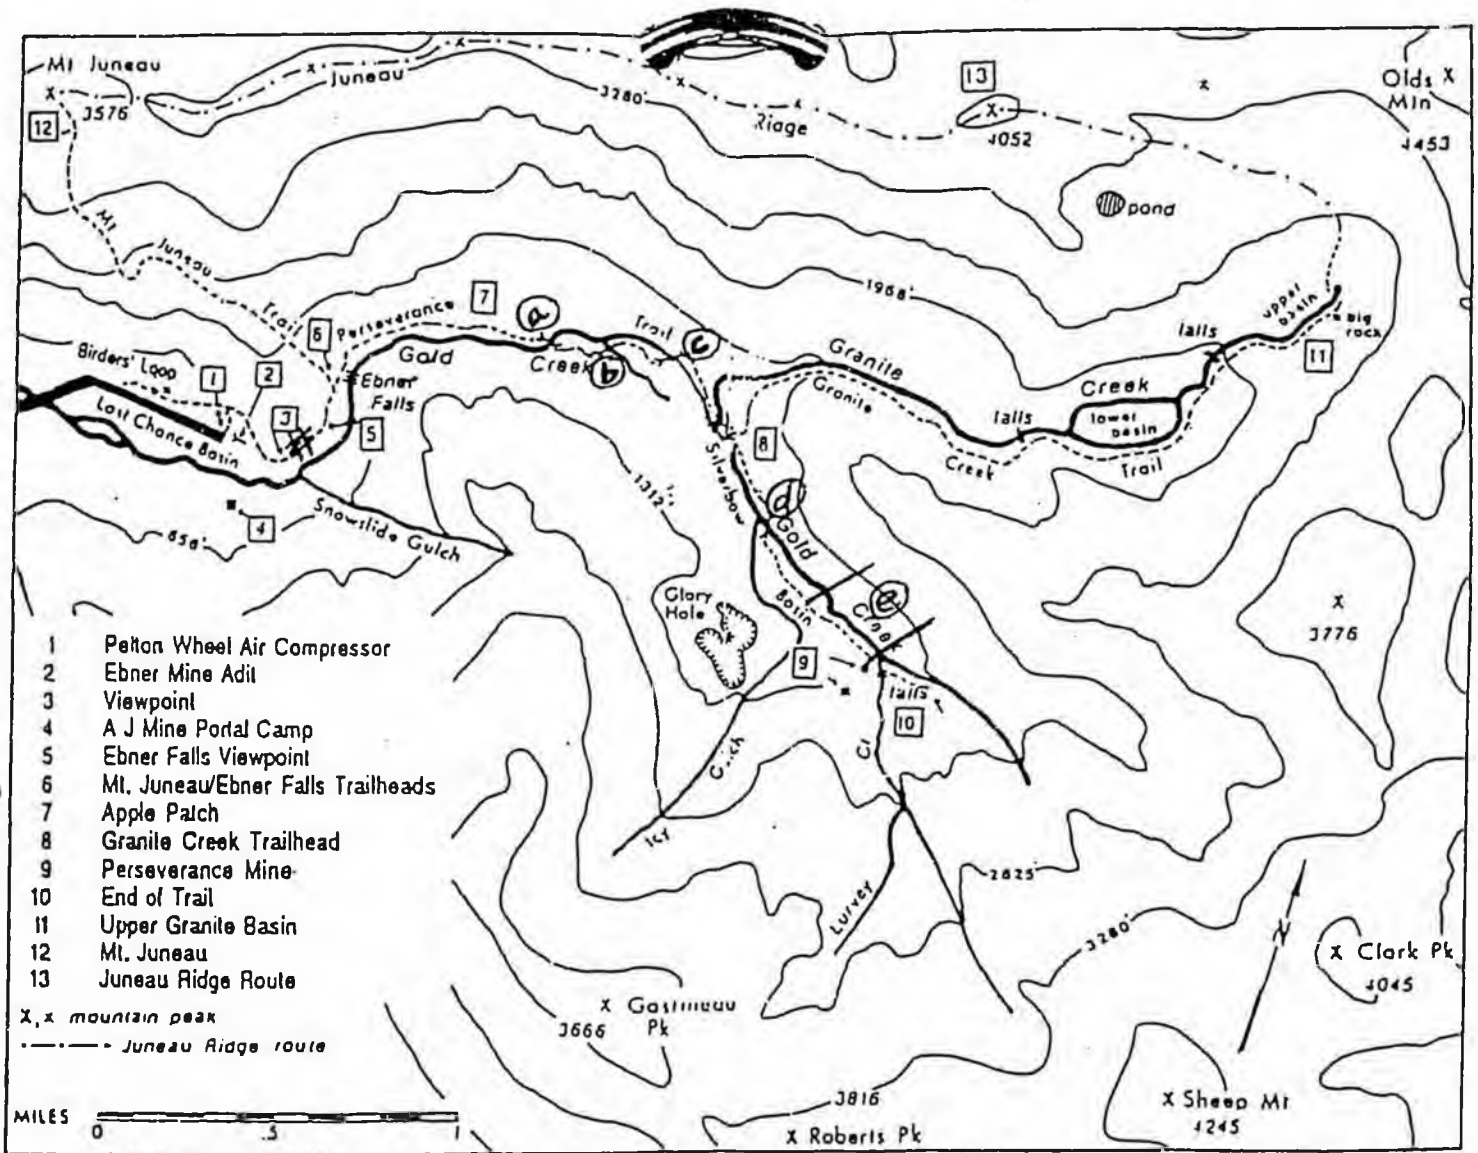 Mt Juneau
3576
12
Juneau
3280'
Ridge
13
4052
Olds
Mtn
4453
pond
Mt
Juneau
Trail
1968'
6
Perseverance
7
a
Trail
c
Gold
Creek
b
Birders' Loop
1
2
3
Ebner
Falls
5
Last Chance Basin
4
656'
Snowslide Gulch
Granite
Granite
Creek
falls
Creek
lower
basin
Trail
falls
upper
basin
big
rock
11
8
Silverbow
1312'
d
Gold
Basin
Creek
e
Glory
Hole
9
falls
10
3776
Gulch
Icy
Cr
Lurvey
2625'
3280'
N
Clark Pk
4045
Gastineau
Pk
3666
3816
Roberts Pk
Sheep Mt
4245
1 Pelton Wheel Air Compressor
2 Ebner Mine Adit
3 Viewpoint
4 A J Mine Portal Camp
5 Ebner Falls Viewpoint
6 Mt. Juneau/Ebner Falls Trailheads
7 Apple Patch
8 Granite Creek Trailhead
9 Perseverance Mine
10 End of Trail
11 Upper Granite Basin
12 Mt. Juneau
13 Juneau Ridge Route
X, x mountain peak
Juneau Ridge route
MILES
0 .5 1